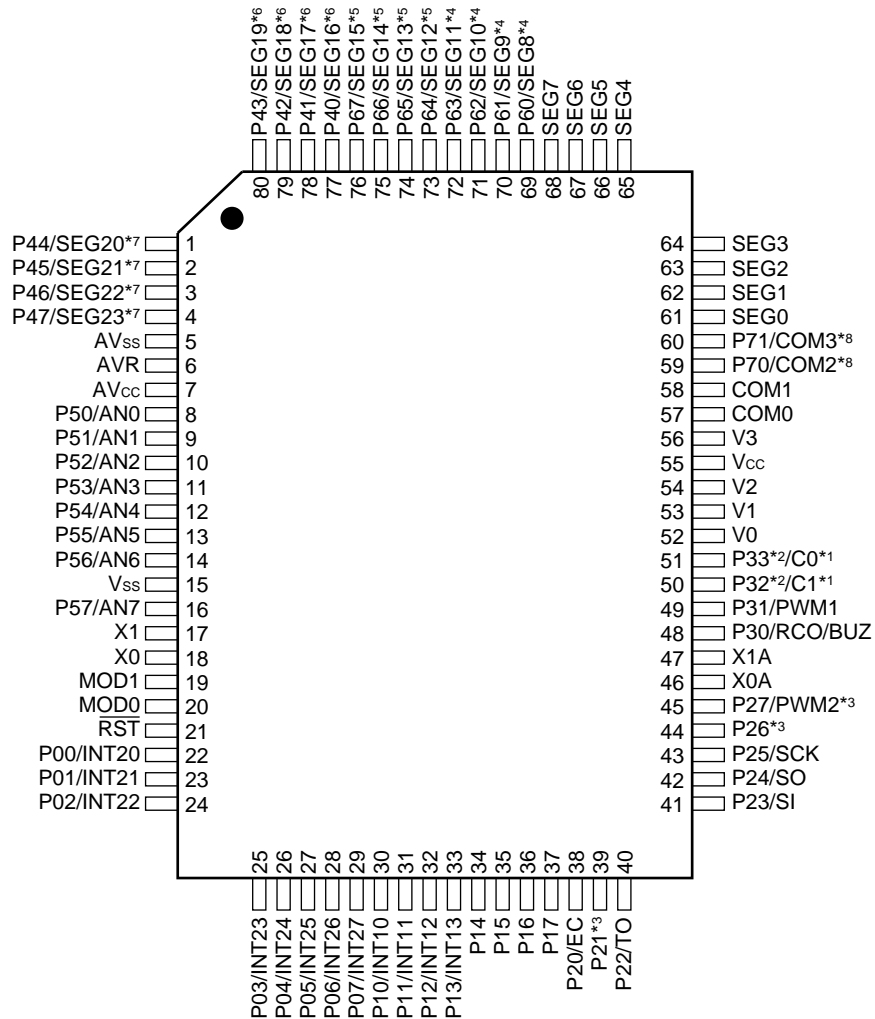 P43/SEG19*6
P42/SEG18*6
P41/SEG17*6
P40/SEG16*6
P67/SEG15*5
P66/SEG14*5
P65/SEG13*5
P64/SEG12*5
P63/SEG11*4
P62/SEG10*4
P61/SEG9*4
P60/SEG8*4
SEG7
SEG6
SEG5
SEG4
80
79
78
77
76
75
74
73
72
71
70
69
68
67
66
65
P44/SEG20*7 1
P45/SEG21*7 2
P46/SEG22*7 3
P47/SEG23*7 4
AVss 5
AVR 6
AVcc 7
P50/AN0 8
P51/AN1 9
P52/AN2 10
P53/AN3 11
P54/AN4 12
P55/AN5 13
P56/AN6 14
Vss 15
P57/AN7 16
X1 17
X0 18
MOD1 19
MOD0 20
RST 21
P00/INT20 22
P01/INT21 23
P02/INT22 24
64 SEG3
63 SEG2
62 SEG1
61 SEG0
60 P71/COM3*8
59 P70/COM2*8
58 COM1
57 COM0
56 V3
55 Vcc
54 V2
53 V1
52 V0
51 P33*2/C0*1
50 P32*2/C1*1
49 P31/PWM1
48 P30/RCO/BUZ
47 X1A
46 X0A
45 P27/PWM2*3
44 P26*3
43 P25/SCK
42 P24/SO
41 P23/SI
25
26
27
28
29
30
31
32
33
34
35
36
37
38
39
40
P03/INT23
P04/INT24
P05/INT25
P06/INT26
P07/INT27
P10/INT10
P11/INT11
P12/INT12
P13/INT13
P14
P15
P16
P17
P20/EC
P21*3
P22/TO